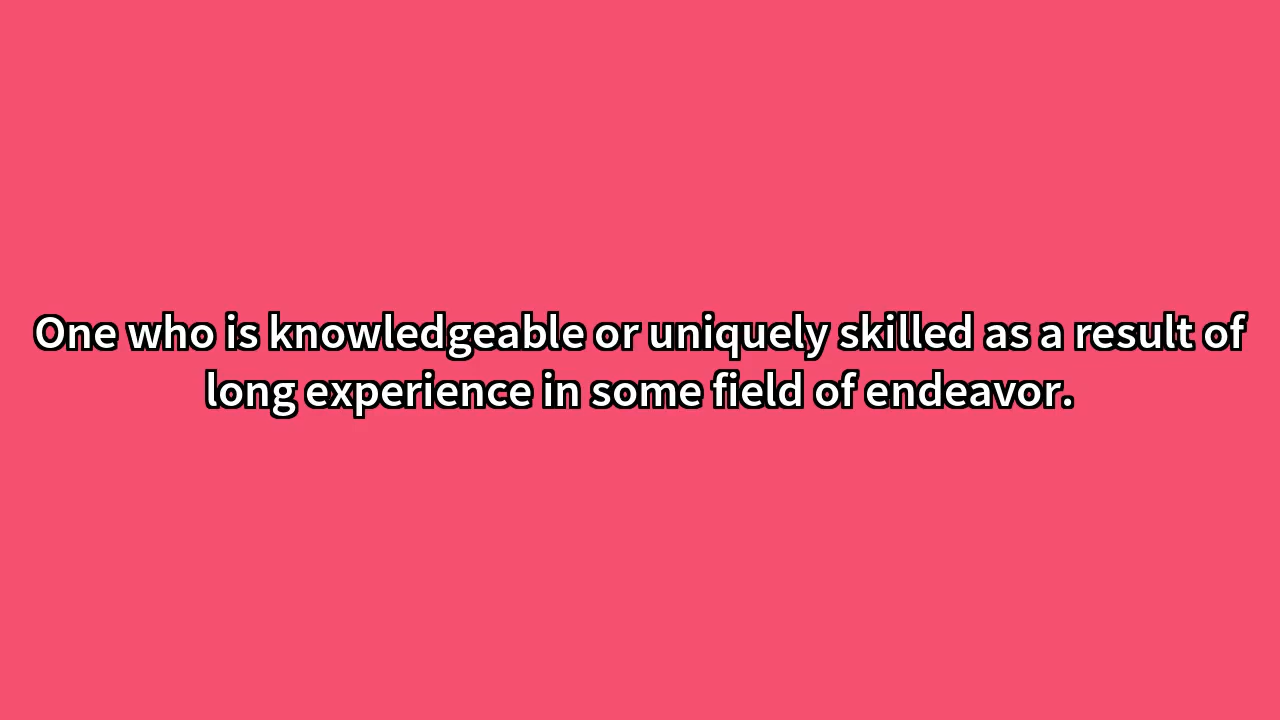 One who is knowledgeable or uniquely skilled as a result of
long experience in some field of endeavor.